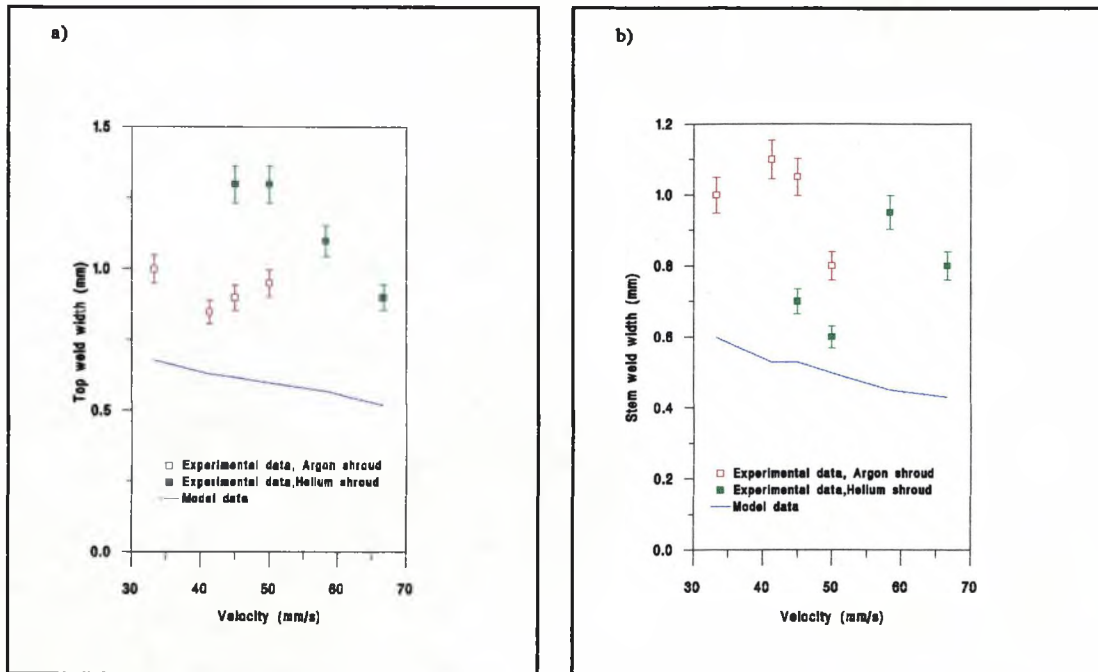 a)
1.5
1.0
0.5
0.0
Top weld width (mm)
Experimental data, Argon shroud
Experimental data,Helium shroud
Model data
30 40 50 60 70
Velocity (mm/s)
b)
1.2
1.0
0.8
0.6
0.4
0.2
0.0
Stem weld width (mm)
Experimental data, Argon shroud
Experimental data,Helium shroud
Model data
30 40 50 60 70
Velocity (mm/s)